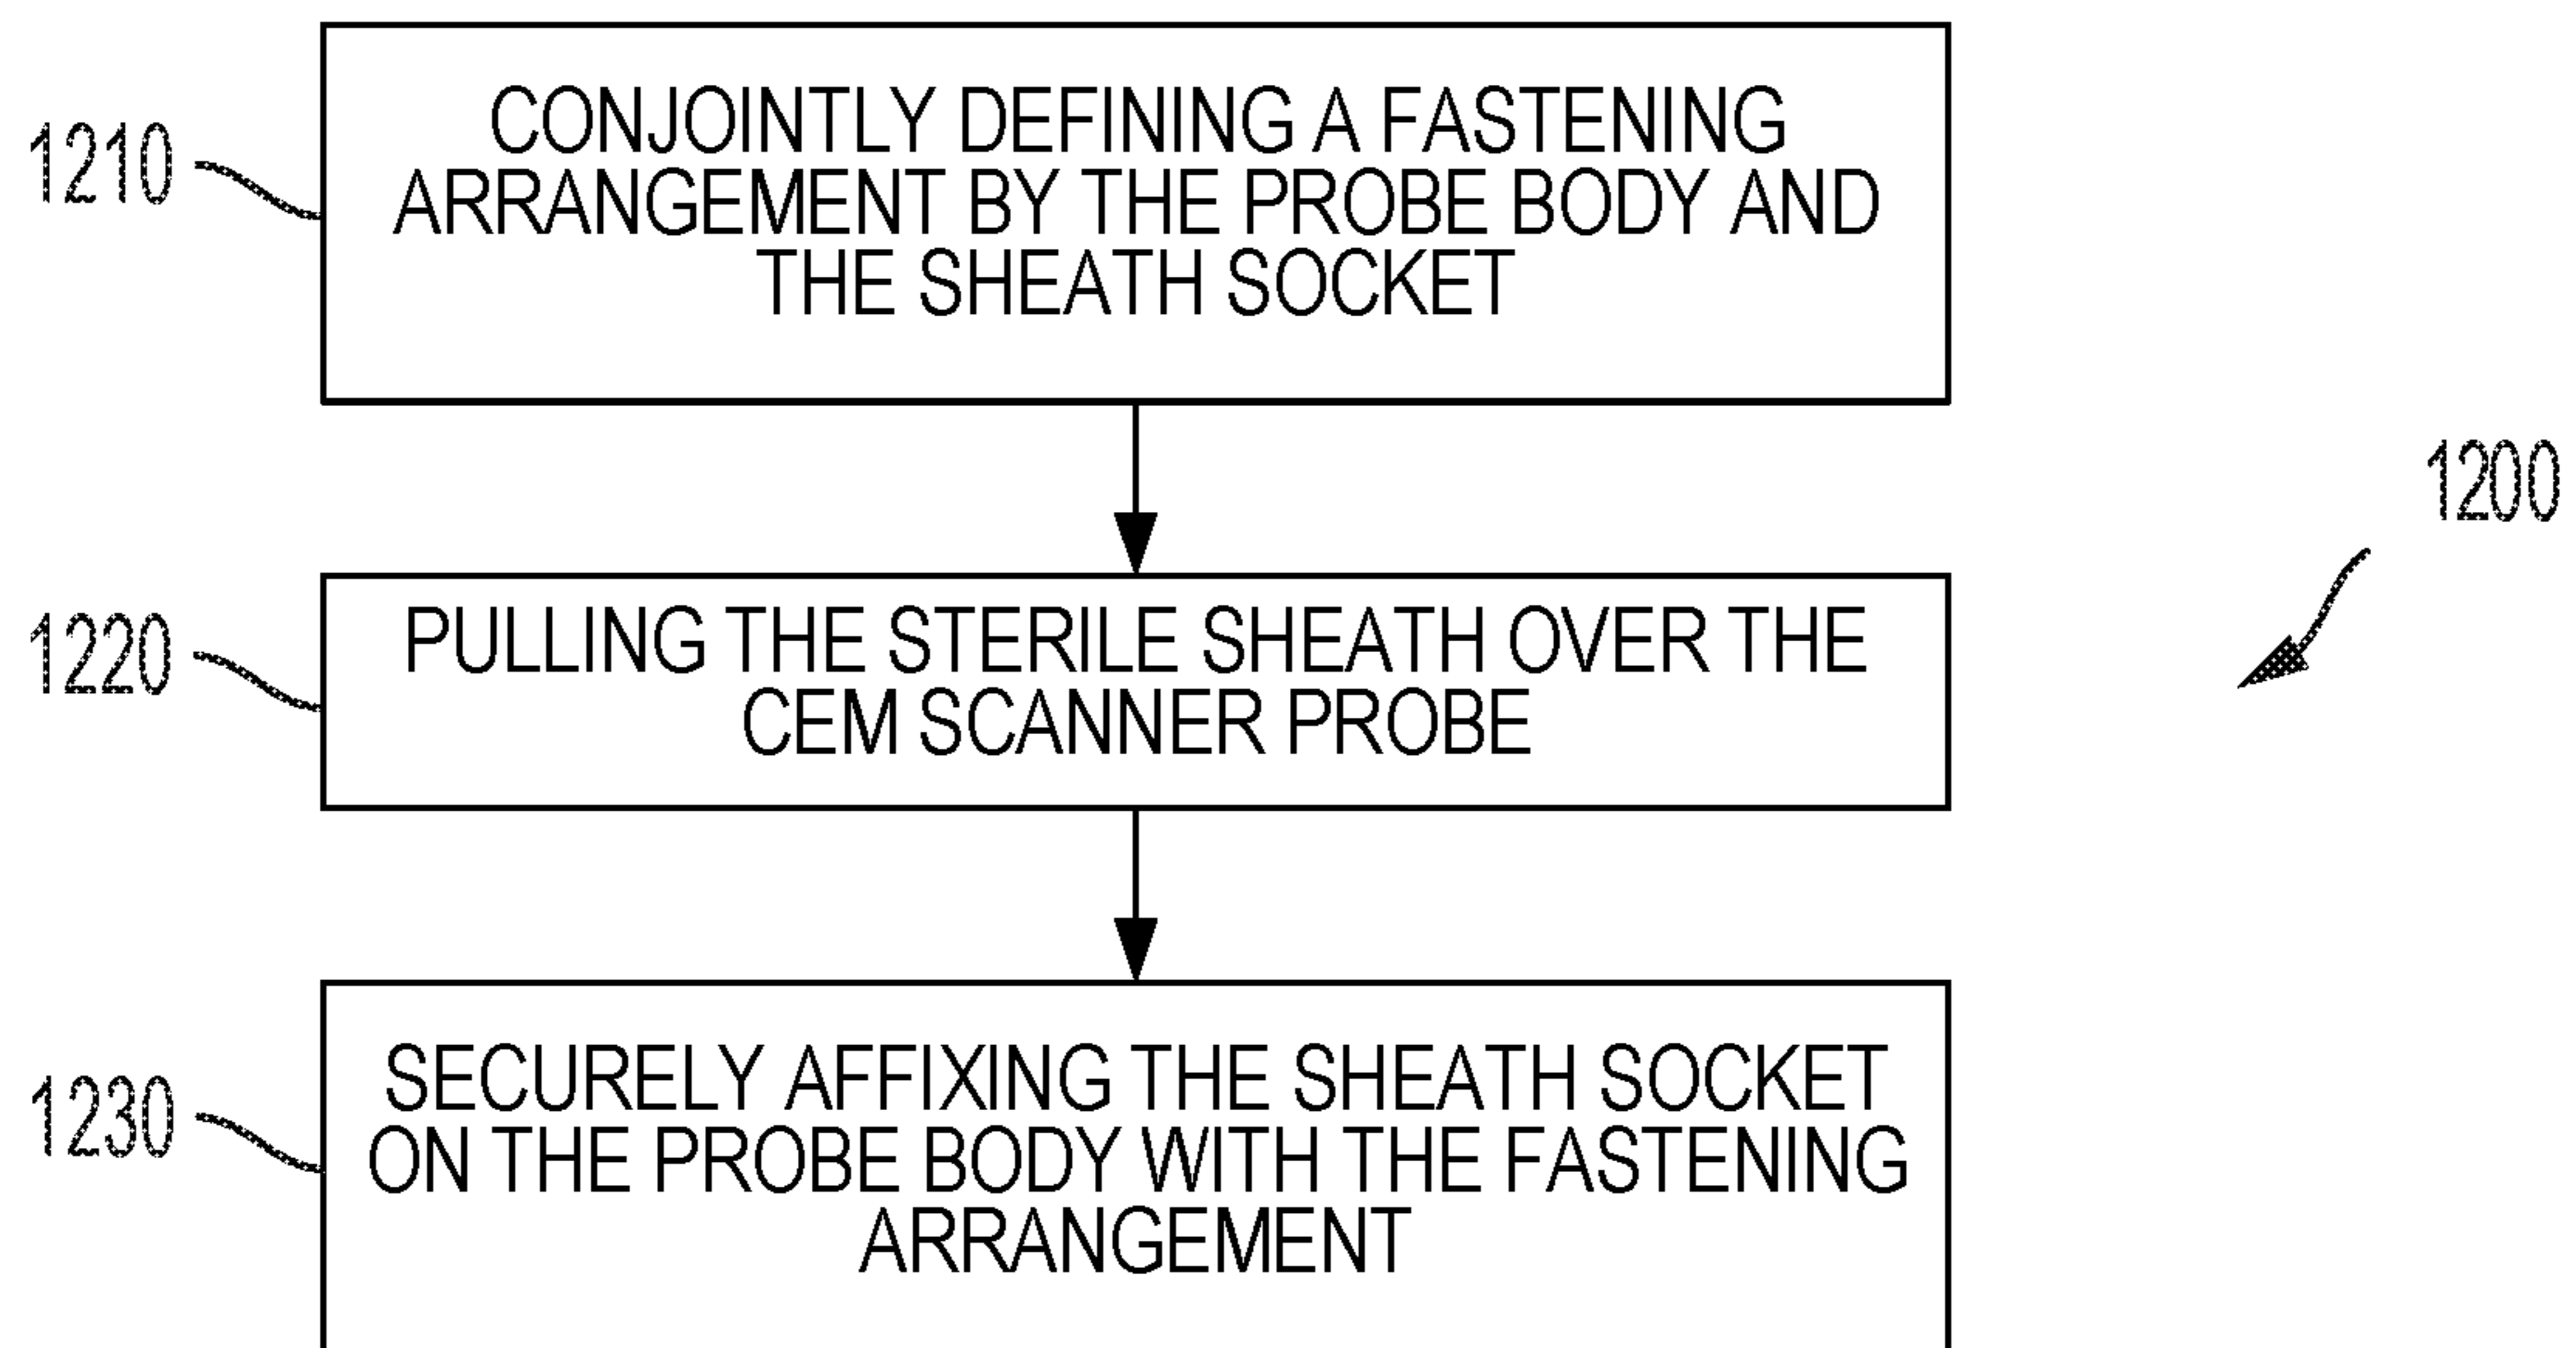 1210
CONJOINTLY DEFINING A FASTENING
ARRANGEMENT BY THE PROBE BODY AND
THE SHEATH SOCKET
1200
1220
PULLING THE STERILE SHEATH OVER THE
CEM SCANNER PROBE
1230
SECURELY AFFIXING THE SHEATH SOCKET
ON THE PROBE BODY WITH THE FASTENING
ARRANGEMENT